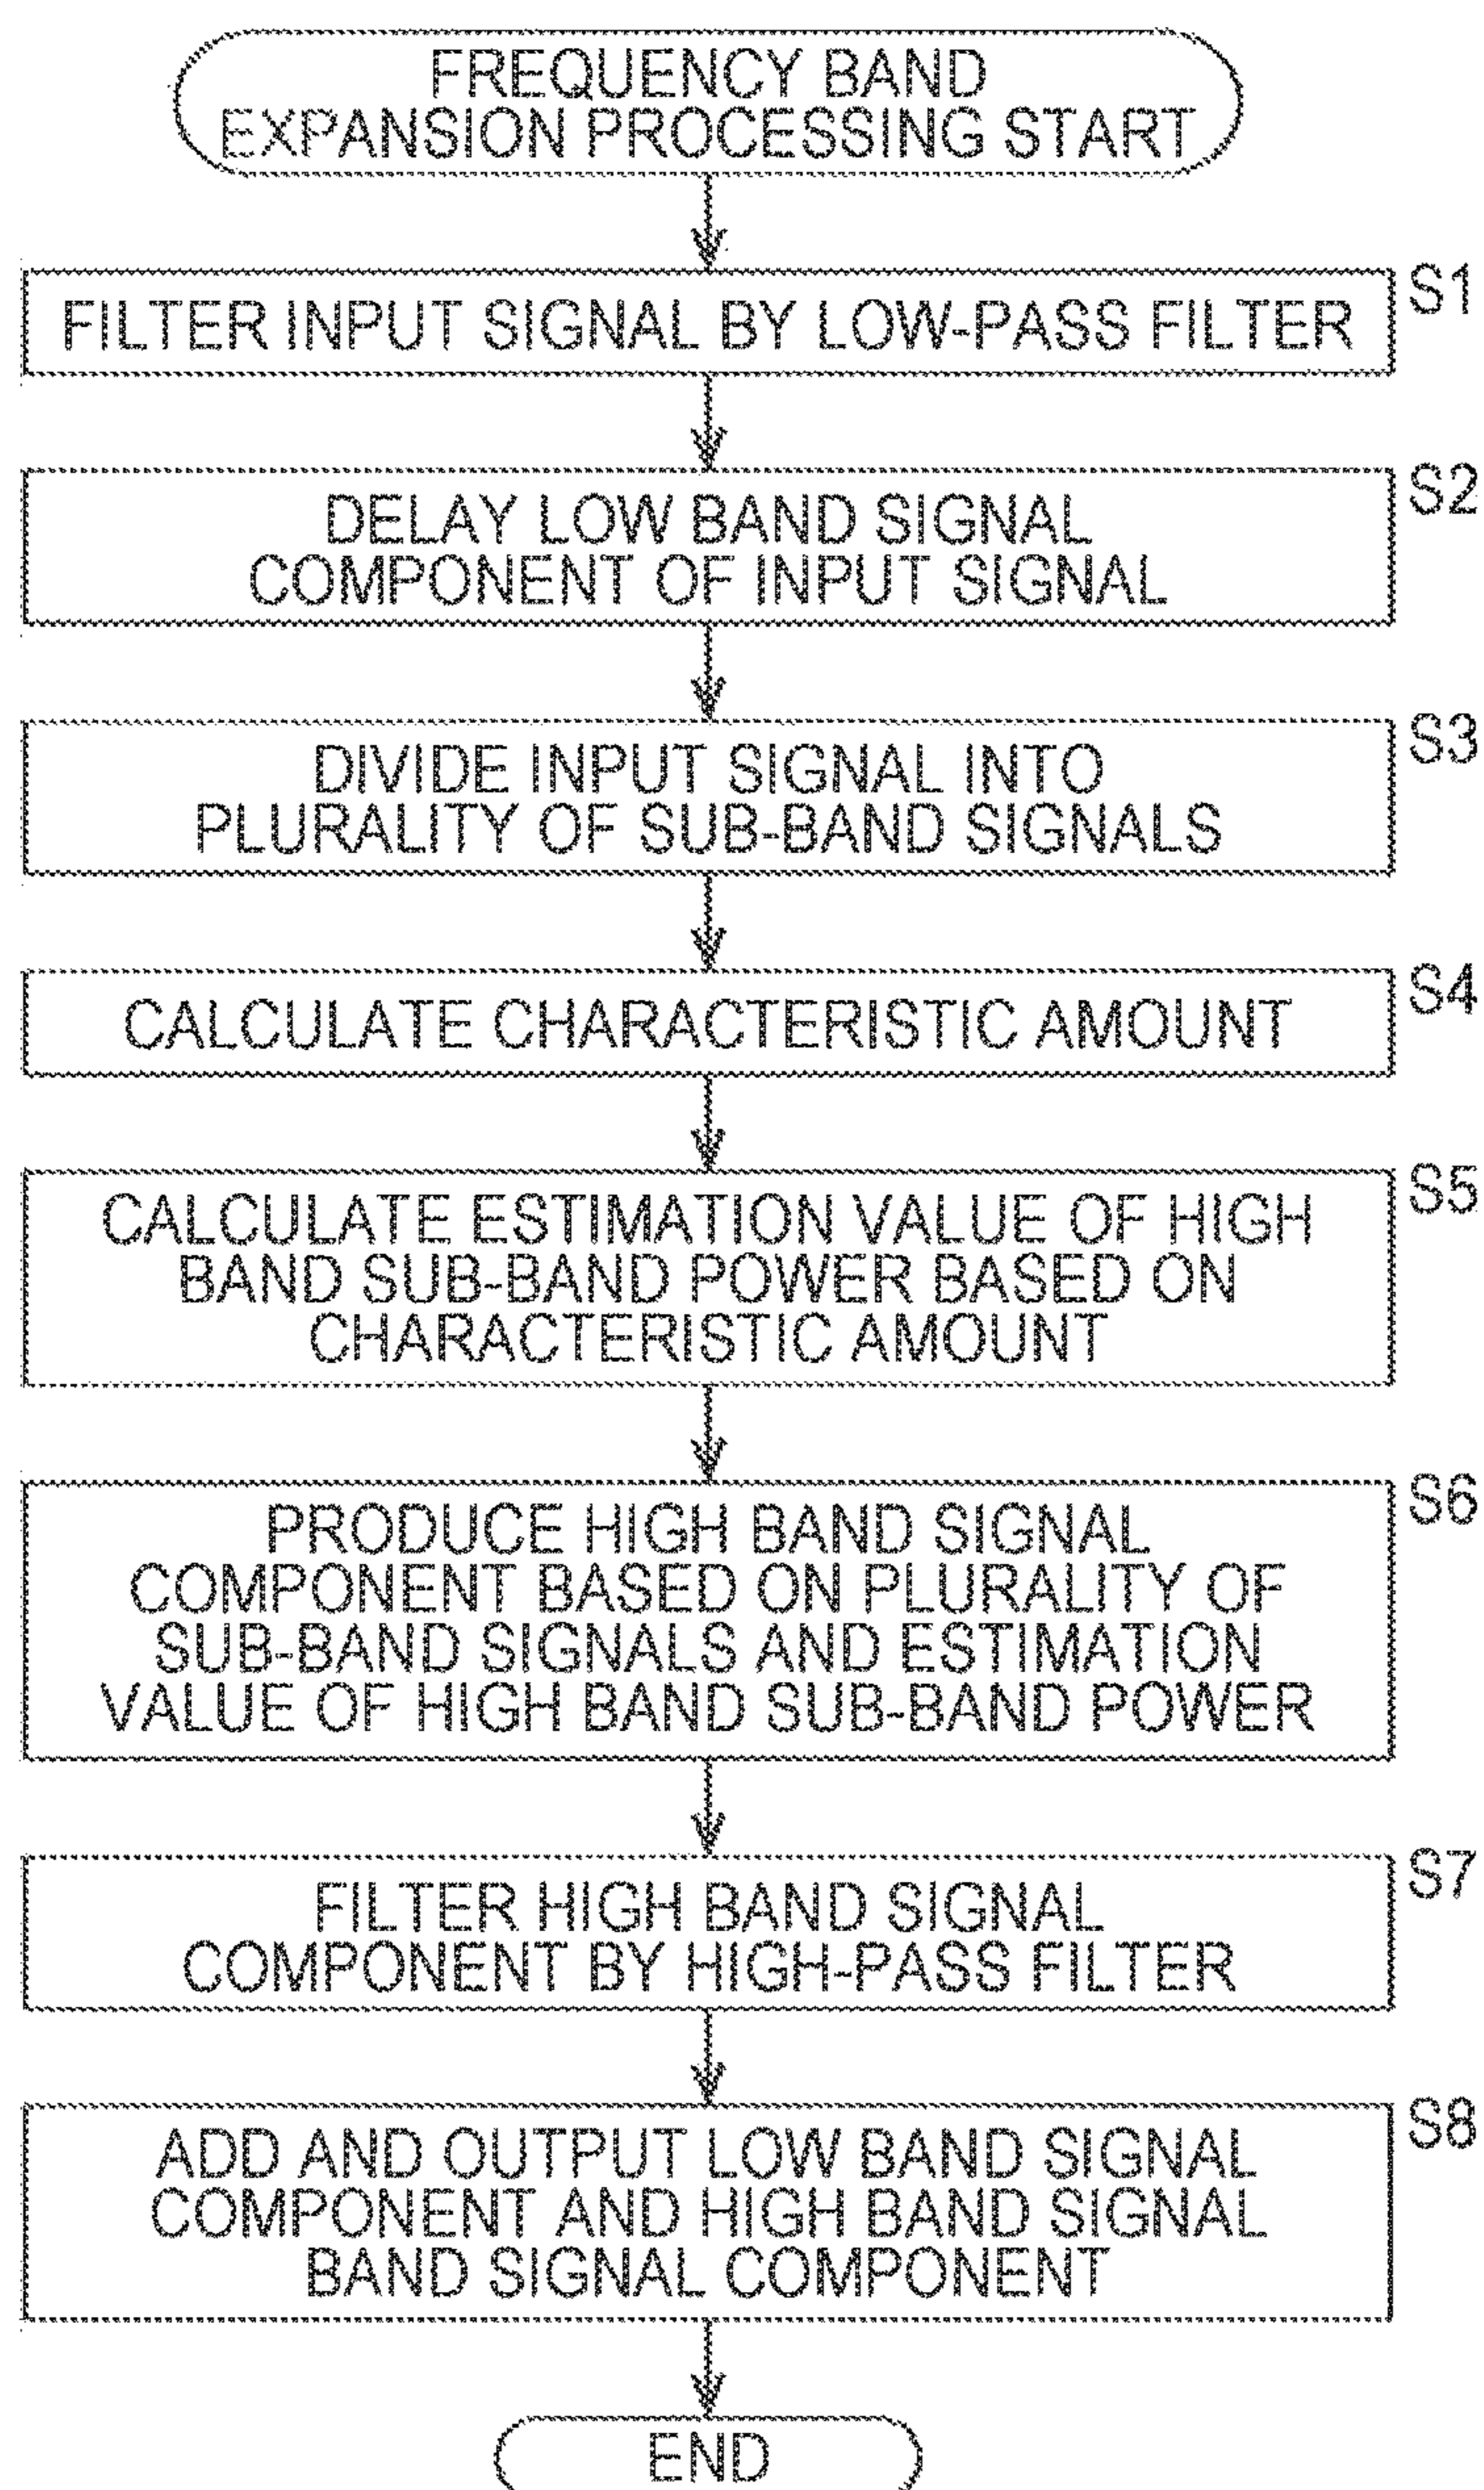 FREQUENCY BAND
EXPANSION PROCESSING START
S1
FILTER INPUT SIGNAL BY LOW-PASS FILTER
S2
DELAY LOW BAND SIGNAL
COMPONENT OF INPUT SIGNAL
S3
DIVIDE INPUT SIGNAL INTO
PLURALITY OF SUB-BAND SIGNALS
S4
CALCULATE CHARACTERISTIC AMOUNT
S5
CALCULATE ESTIMATION VALUE OF HIGH
BAND SUB-BAND POWER BASED ON
CHARACTERISTIC AMOUNT
S6
PRODUCE HIGH BAND SIGNAL
COMPONENT BASED ON PLURALITY OF
SUB-BAND SIGNALS AND ESTIMATION
VALUE OF HIGH BAND SUB-BAND POWER
S7
FILTER HIGH BAND SIGNAL
COMPONENT BY HIGH-PASS FILTER
S8
ADD AND OUTPUT LOW BAND SIGNAL
COMPONENT AND HIGH BAND SIGNAL
BAND SIGNAL COMPONENT
END